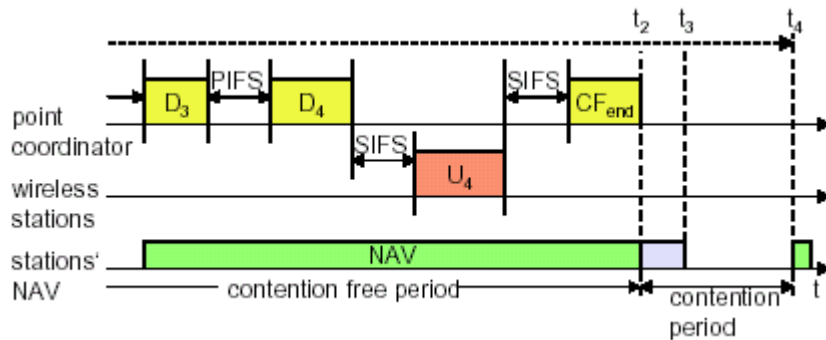 t2 t3 t4
PIFS SIFS
D3 D4 CFend
point
coordinator
SIFS
U4
wireless
stations
stations‘
NAV
NAV
t
contention free period
contention
period